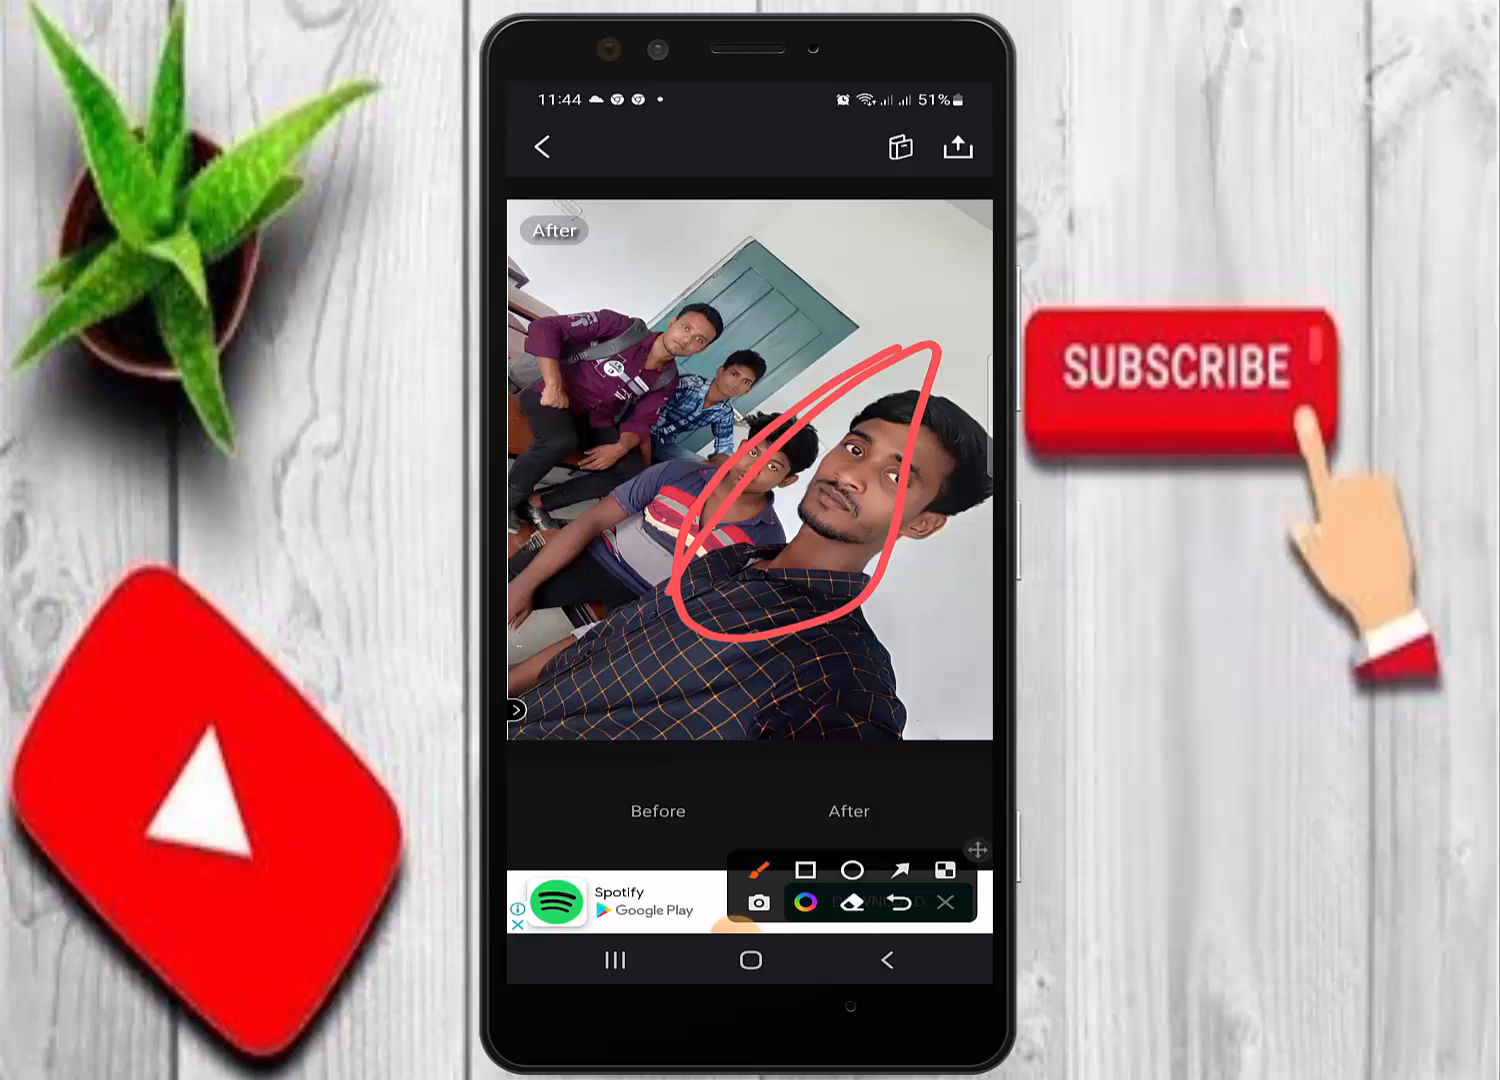 11:44
51%
After
SUBSCRIBE
Before
After
Spotify
Google Play